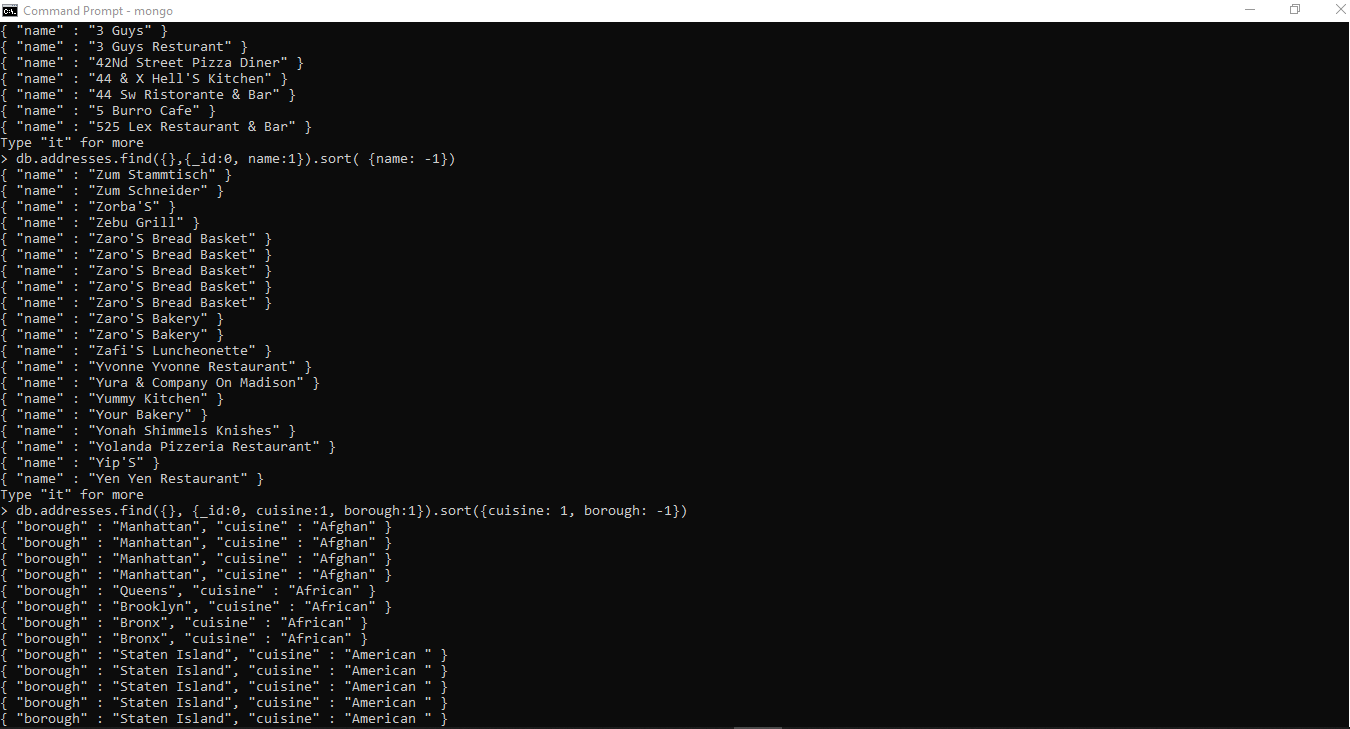 Command Prompt - mongo
{ "name" : "3 Guys" }
{ "name" : "3 Guys Resturant" }
{ "name" : "42Nd Street Pizza Diner" }
{ "name" : "44 & X Hell'S Kitchen" }
{ "name" : "44 Sw Ristorante & Bar" }
{ "name" : "5 Burro Cafe" }
{ "name" : "525 Lex Restaurant & Bar" }
Type "it" for more
> db.addresses.find({},{_id:0, name:1}).sort( {name: -1})
{ "name" : "Zum Stammtisch" }
{ "name" : "Zum Schneider" }
{ "name" : "Zorba'S" }
{ "name" : "Zebu Grill" }
{ "name" : "Zaro'S Bread Basket" }
{ "name" : "Zaro'S Bread Basket" }
{ "name" : "Zaro'S Bread Basket" }
{ "name" : "Zaro'S Bread Basket" }
{ "name" : "Zaro'S Bread Basket" }
{ "name" : "Zaro'S Bakery" }
{ "name" : "Zaro'S Bakery" }
{ "name" : "Zafi'S Luncheonette" }
{ "name" : "Yvonne Yvonne Restaurant" }
{ "name" : "Yura & Company On Madison" }
{ "name" : "Yummy Kitchen" }
{ "name" : "Your Bakery" }
{ "name" : "Yonah Shimmels Knishes" }
{ "name" : "Yolanda Pizzeria Restaurant" }
{ "name" : "Yip'S" }
{ "name" : "Yen Yen Restaurant" }
Type "it" for more
> db.addresses.find({}, {_id:0, cuisine:1, borough:1}).sort({cuisine: 1, borough: -1})
{ "borough" : "Manhattan", "cuisine" : "Afghan" }
{ "borough" : "Manhattan", "cuisine" : "Afghan" }
{ "borough" : "Manhattan", "cuisine" : "Afghan" }
{ "borough" : "Manhattan", "cuisine" : "Afghan" }
{ "borough" : "Queens", "cuisine" : "African" }
{ "borough" : "Brooklyn", "cuisine" : "African" }
{ "borough" : "Bronx", "cuisine" : "African" }
{ "borough" : "Bronx", "cuisine" : "African" }
{ "borough" : "Staten Island", "cuisine" : "American " }
{ "borough" : "Staten Island", "cuisine" : "American " }
{ "borough" : "Staten Island", "cuisine" : "American " }
{ "borough" : "Staten Island", "cuisine" : "American " }
{ "borough" : "Staten Island", "cuisine" : "American " }